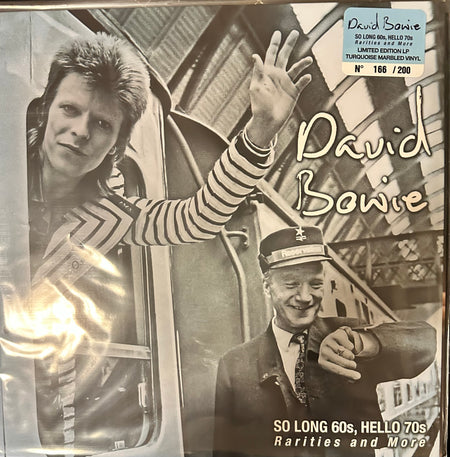 David Bowie
SO LONG 60s, HELLO 70s
Rarities and More
LIMITED EDITION LP
TURQUOISE MARBLED VINYL
Nº 166 /200
David
Bowie
SO LONG 60s, HELLO 70s
Rarities and More